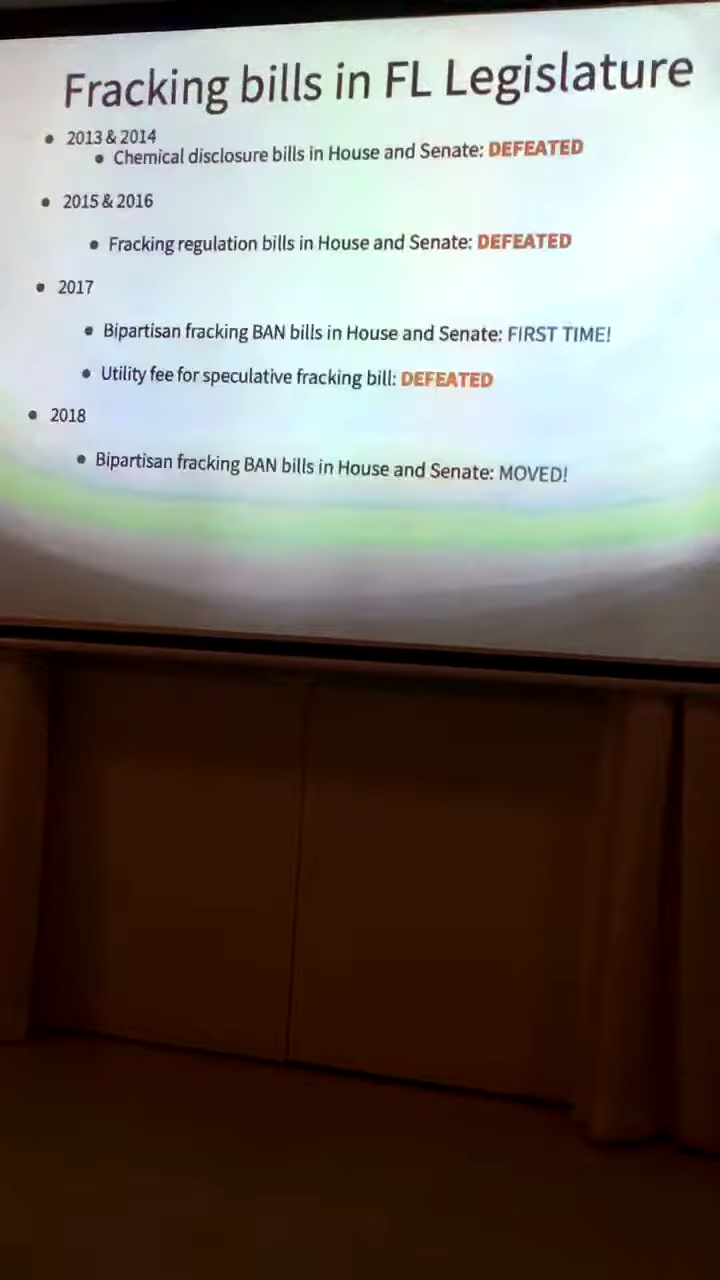 Fracking bills in FL Legislature
• 2013 & 2014
• Chemical disclosure bills in House and Senate: DEFEATED
• 2015 & 2016
• Fracking regulation bills in House and Senate: DEFEATED
• 2017
• Bipartisan fracking BAN bills in House and Senate: FIRST TIME!
• Utility fee for speculative fracking bill: DEFEATED
• 2018
• Bipartisan fracking BAN bills in House and Senate: MOVED!